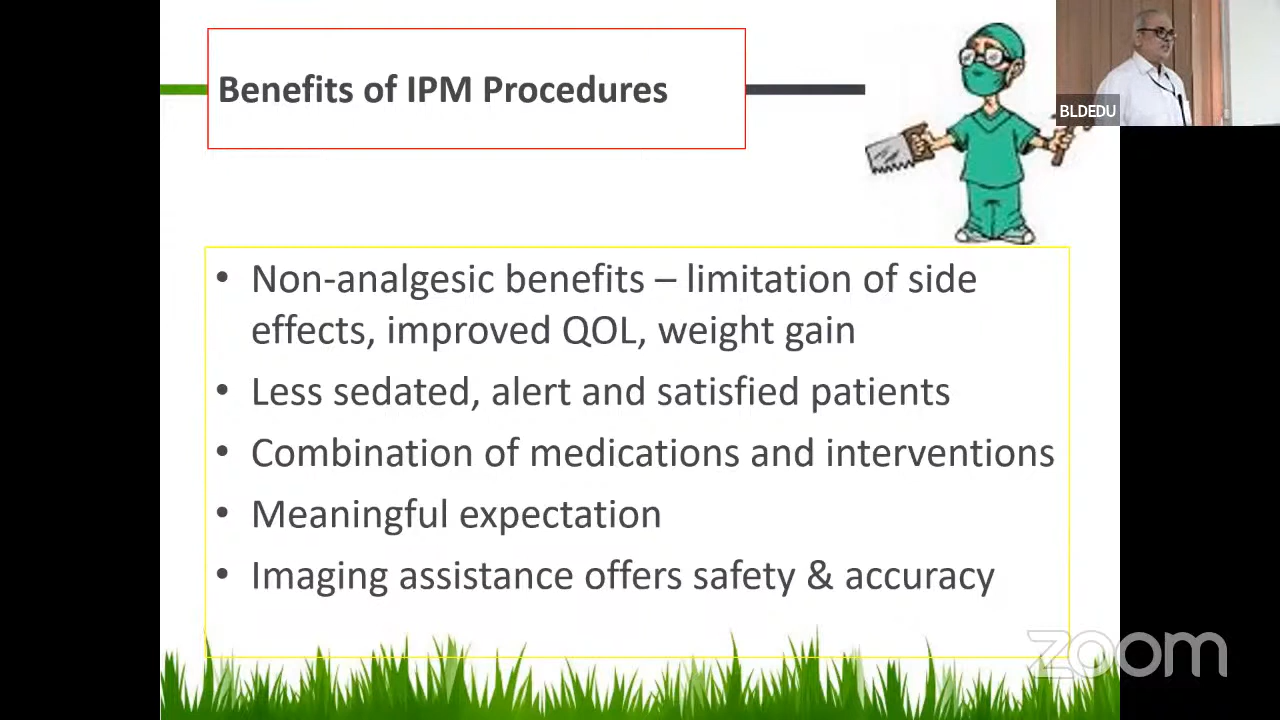 Benefits of IPM Procedures
BLDEDU
• Non-analgesic benefits – limitation of side
effects, improved QOL, weight gain
• Less sedated, alert and satisfied patients
• Combination of medications and interventions
• Meaningful expectation
• Imaging assistance offers safety & accuracy
zoom